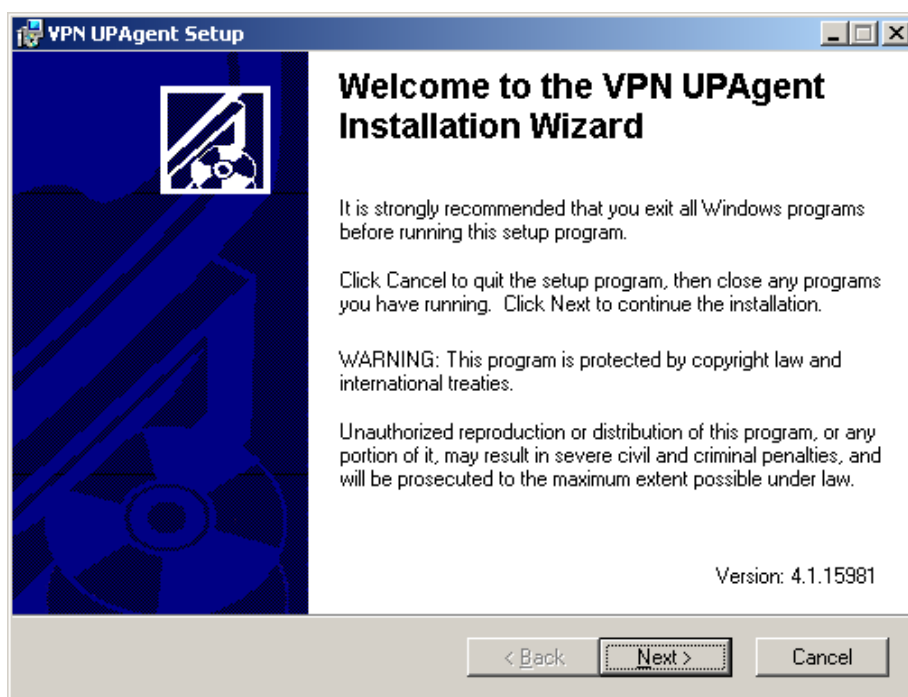 VPN UPAgent Setup
Welcome to the VPN UPAgent
Installation Wizard
It is strongly recommended that you exit all Windows programs
before running this setup program.
Click Cancel to quit the setup program, then close any programs
you have running.  Click Next to continue the installation.
WARNING: This program is protected by copyright law and
international treaties.
Unauthorized reproduction or distribution of this program, or any
portion of it, may result in severe civil and criminal penalties, and
will be prosecuted to the maximum extent possible under law.
Version: 4.1.15981
< Back
Next >
Cancel